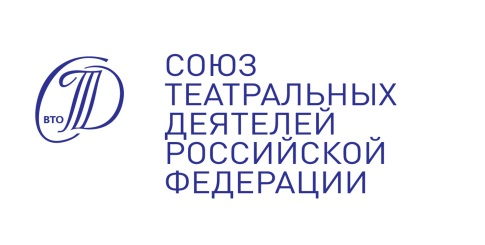 ВТО
СОЮЗ
ТЕАТРАЛЬНЫХ
ДЕЯТЕЛЕЙ
РОССИЙСКОЙ
ФЕДЕРАЦИИ